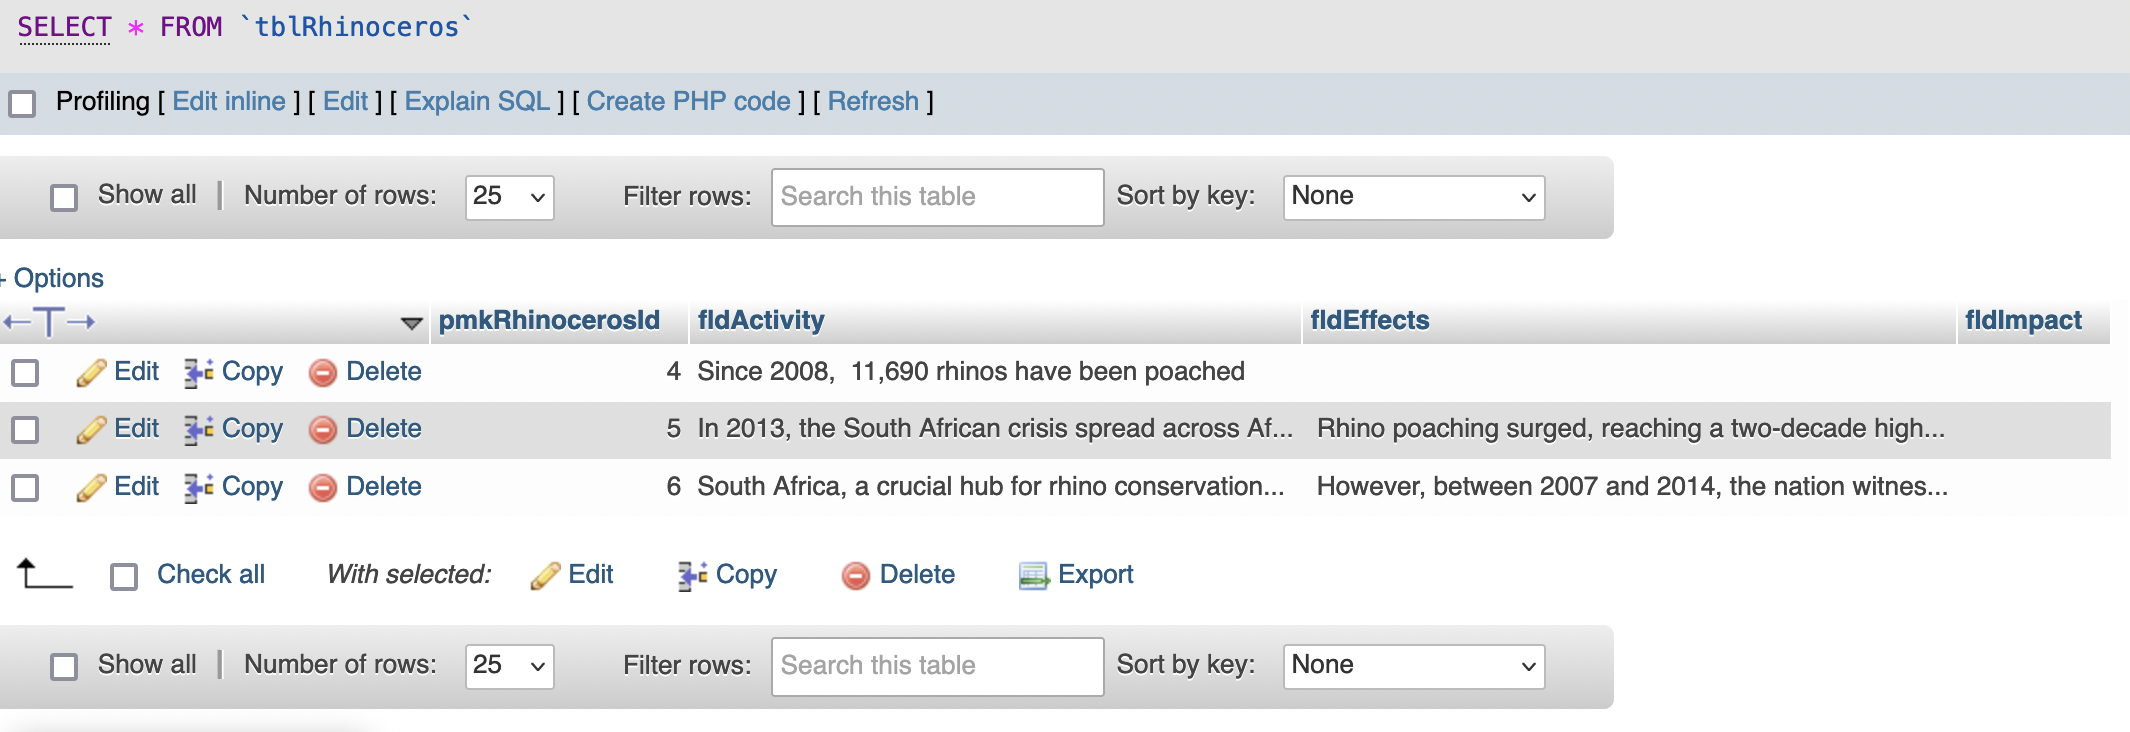 SELECT * FROM `tblRhinoceros`
Profiling [ Edit inline ] [ Edit ] [ Explain SQL ] [ Create PHP code ] [ Refresh ]
Show all | Number of rows: 25 Filter rows: Search this table Sort by key: None
+ Options
←T→ pmkRhinocerosId fldActivity fldEffects fldImpact
Edit Copy Delete 4 Since 2008,  11,690 rhinos have been poached
Edit Copy Delete 5 In 2013, the South African crisis spread across Af... Rhino poaching surged, reaching a two-decade high...
Edit Copy Delete 6 South Africa, a crucial hub for rhino conservation... However, between 2007 and 2014, the nation witnes...
Check all With selected: Edit Copy Delete Export
Show all | Number of rows: 25 Filter rows: Search this table Sort by key: None